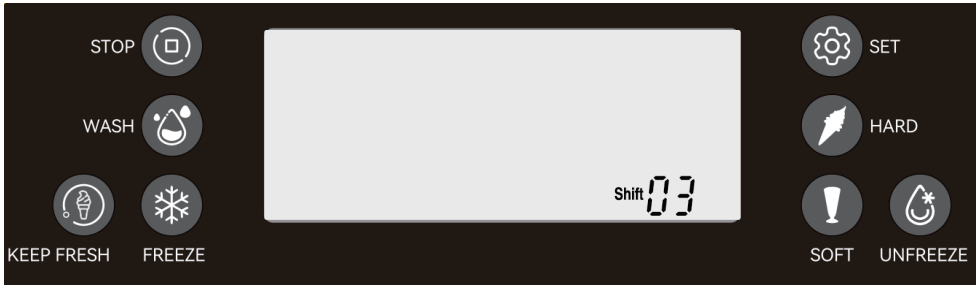 STOP
SET
WASH
HARD
Shift 03
KEEP FRESH
FREEZE
SOFT
UNFREEZE